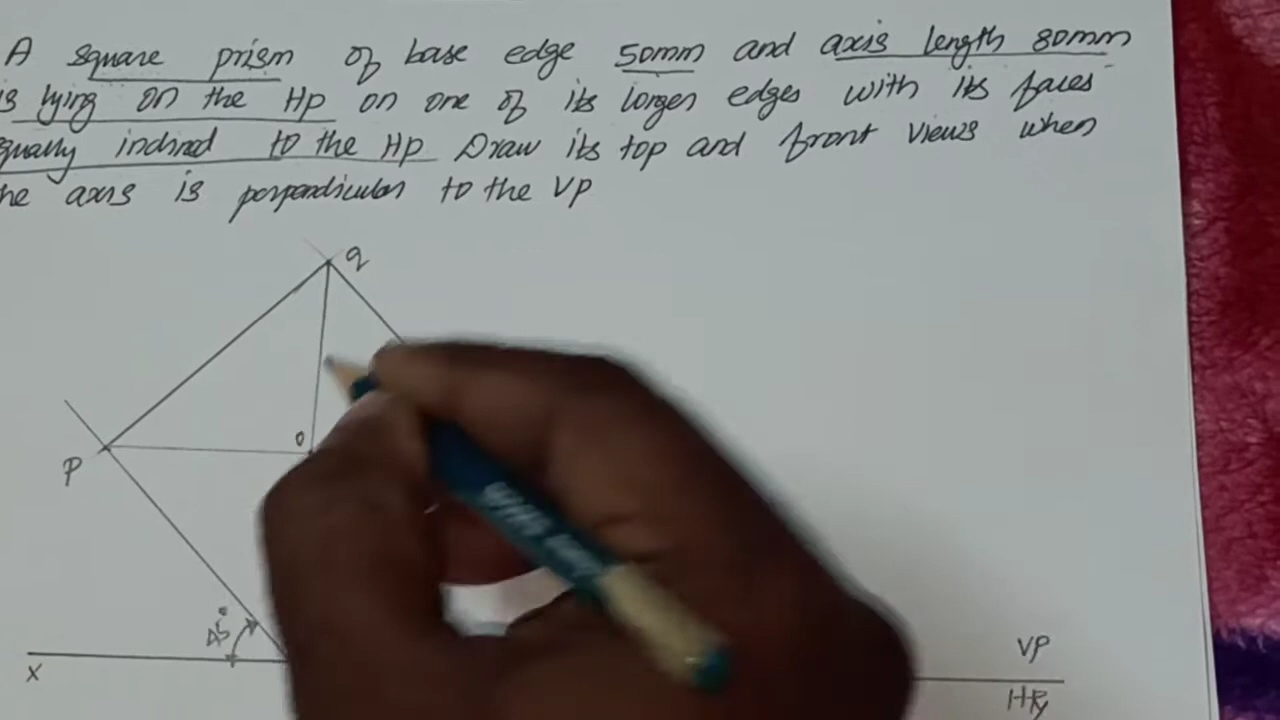 A square prism of base edge 50mm and axis length 80mm
is lying on the Hp on one of its longer edges with its faces
qually inclined to the Hp Draw its top and front views when
he axis is perpendicular to the VP
q
o
P
45°
X
VP
HP
y